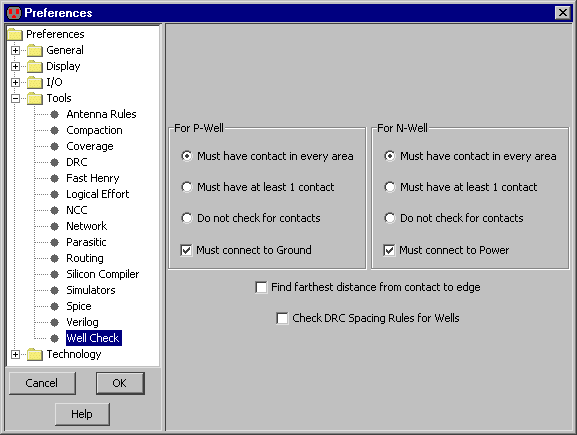 Preferences
Preferences
General
Display
I/O
Tools
Antenna Rules
Compaction
Coverage
DRC
Fast Henry
Logical Effort
NCC
Network
Parasitic
Routing
Silicon Compiler
Simulators
Spice
Verilog
Well Check
Technology
Cancel
OK
Help
For P-Well
Must have contact in every area
Must have at least 1 contact
Do not check for contacts
Must connect to Ground
For N-Well
Must have contact in every area
Must have at least 1 contact
Do not check for contacts
Must connect to Power
Find farthest distance from contact to edge
Check DRC Spacing Rules for Wells